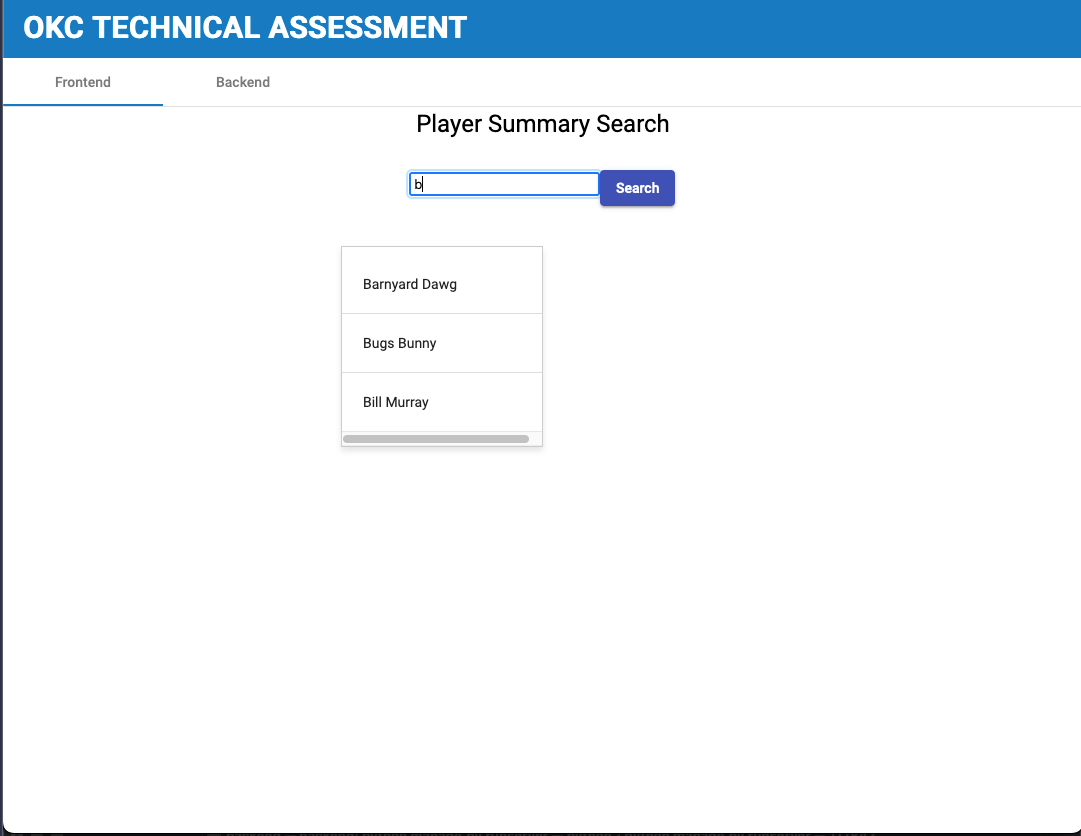 OKC TECHNICAL ASSESSMENT
Frontend Backend
Player Summary Search
b Search
Barnyard Dawg
Bugs Bunny
Bill Murray